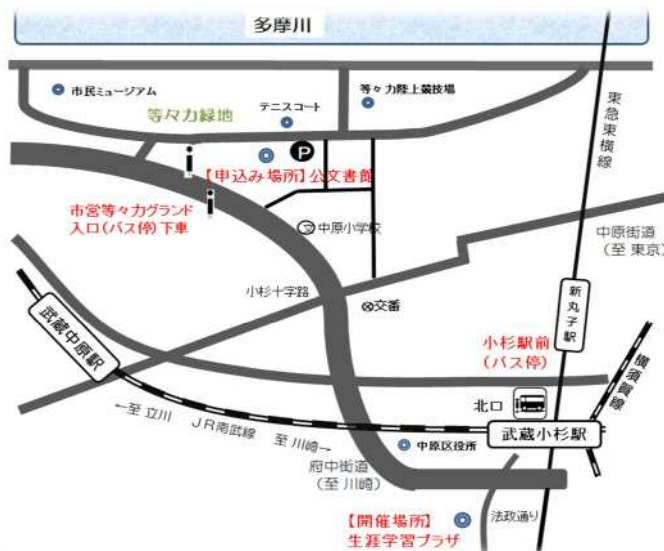 多摩川
市民ミュージアム
等々力陸上競技場
テニスコート
等々力緑地
P
【申込み場所】公文書館
東急東横線
市営等々力グランド
入口(バス停)下車
文中原小学校
中原街道
(至 東京)
小杉十字路
交番
新丸子駅
武蔵中原駅
小杉駅前
(バス停)
横須賀線
北口
←至 立川 JR南武線 至 川崎→
武蔵小杉駅
中原区役所
府中街道
(至 川崎)
【開催場所】
生涯学習プラザ
法政通り